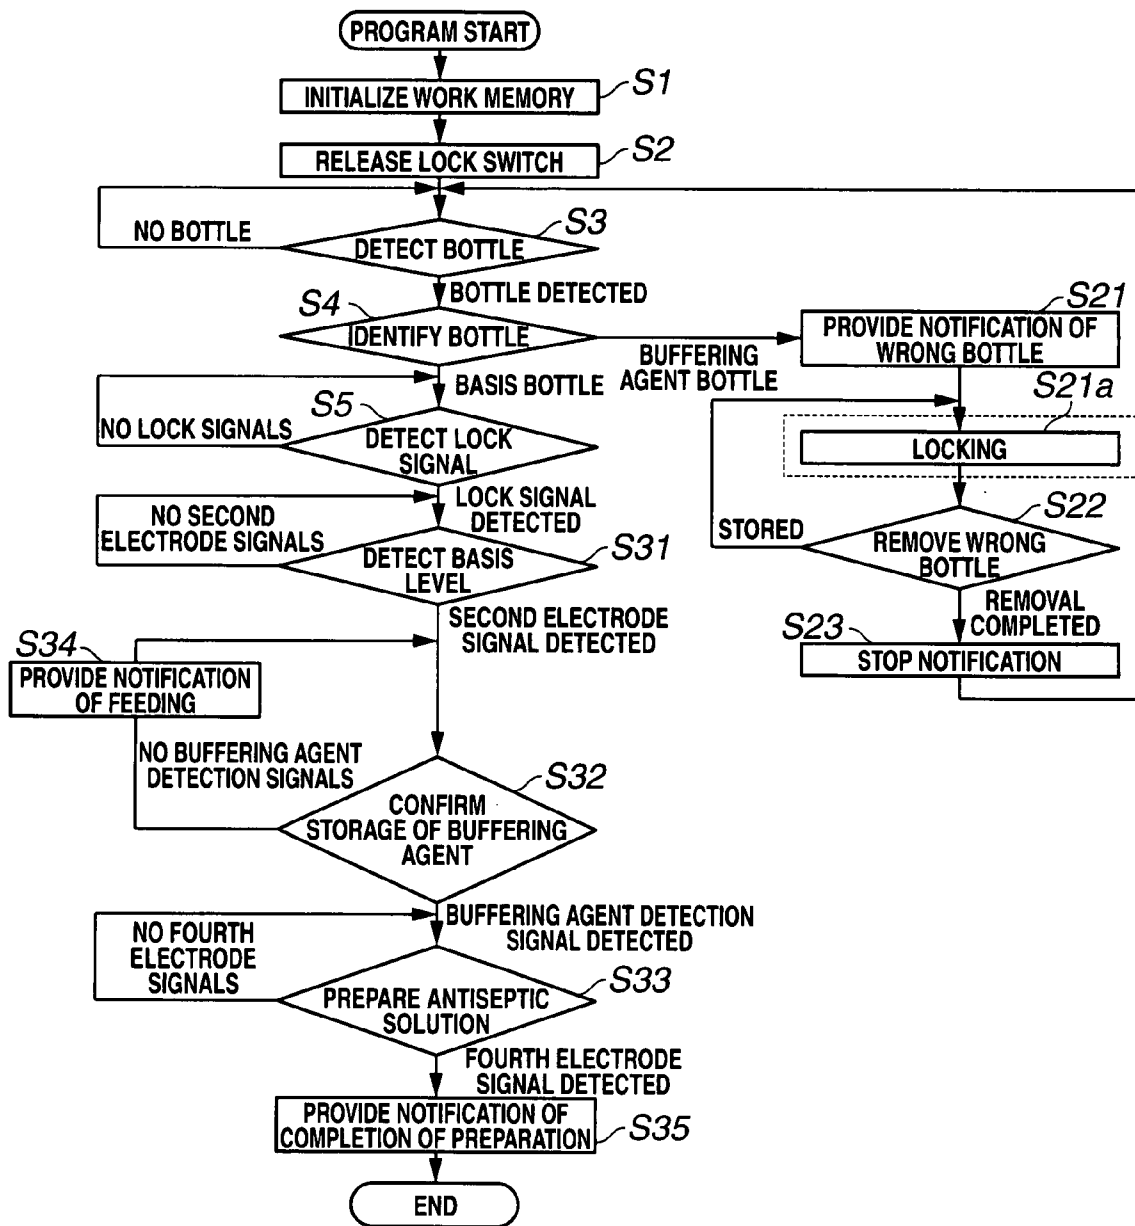 PROGRAM START
S1
INITIALIZE WORK MEMORY
S2
RELEASE LOCK SWITCH
S3
NO BOTTLE
DETECT BOTTLE
BOTTLE DETECTED
S4
IDENTIFY BOTTLE
BUFFERING
AGENT BOTTLE
S21
PROVIDE NOTIFICATION OF
WRONG BOTTLE
BASIS BOTTLE
S5
NO LOCK SIGNALS
DETECT LOCK
SIGNAL
S21a
LOCKING
LOCK SIGNAL
DETECTED
NO SECOND
ELECTRODE SIGNALS
S31
DETECT BASIS
LEVEL
S22
STORED
REMOVE WRONG
BOTTLE
REMOVAL
COMPLETED
S23
STOP NOTIFICATION
SECOND ELECTRODE
SIGNAL DETECTED
S34
PROVIDE NOTIFICATION
OF FEEDING
NO BUFFERING AGENT
DETECTION SIGNALS
S32
CONFIRM
STORAGE OF BUFFERING
AGENT
BUFFERING AGENT DETECTION
SIGNAL DETECTED
NO FOURTH
ELECTRODE
SIGNALS
S33
PREPARE ANTISEPTIC
SOLUTION
FOURTH ELECTRODE
SIGNAL DETECTED
PROVIDE NOTIFICATION OF
COMPLETION OF PREPARATION
S35
END